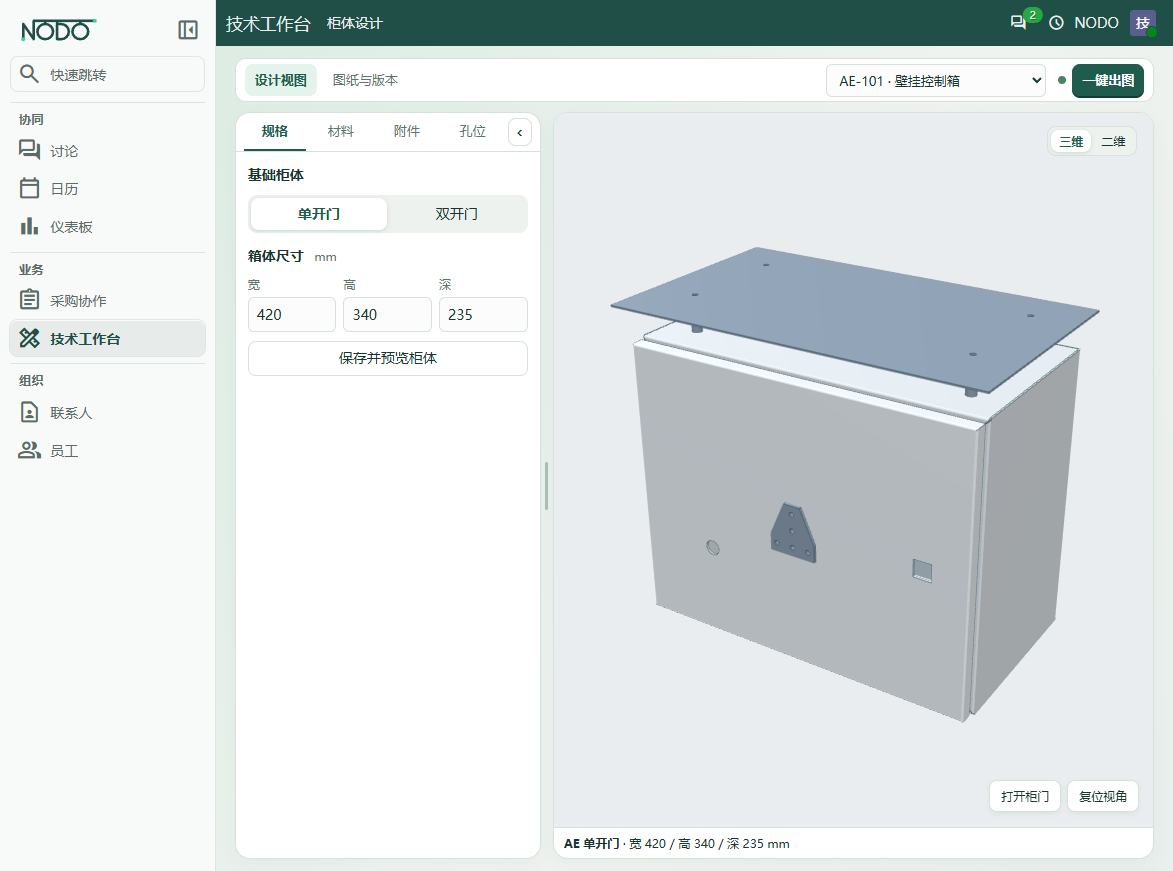 NODO
快速跳转
协同
讨论
日历
仪表板
业务
采购协作
技术工作台
组织
联系人
员工
技术工作台 柜体设计
2
NODO
技
设计视图 图纸与版本
AE-101 · 壁挂控制箱
一键出图
规格 材料 附件 孔位
基础柜体
单开门 双开门
箱体尺寸 mm
宽 高 深
420 340 235
保存并预览柜体
三维 二维
打开柜门 复位视角
AE 单开门 · 宽 420 / 高 340 / 深 235 mm